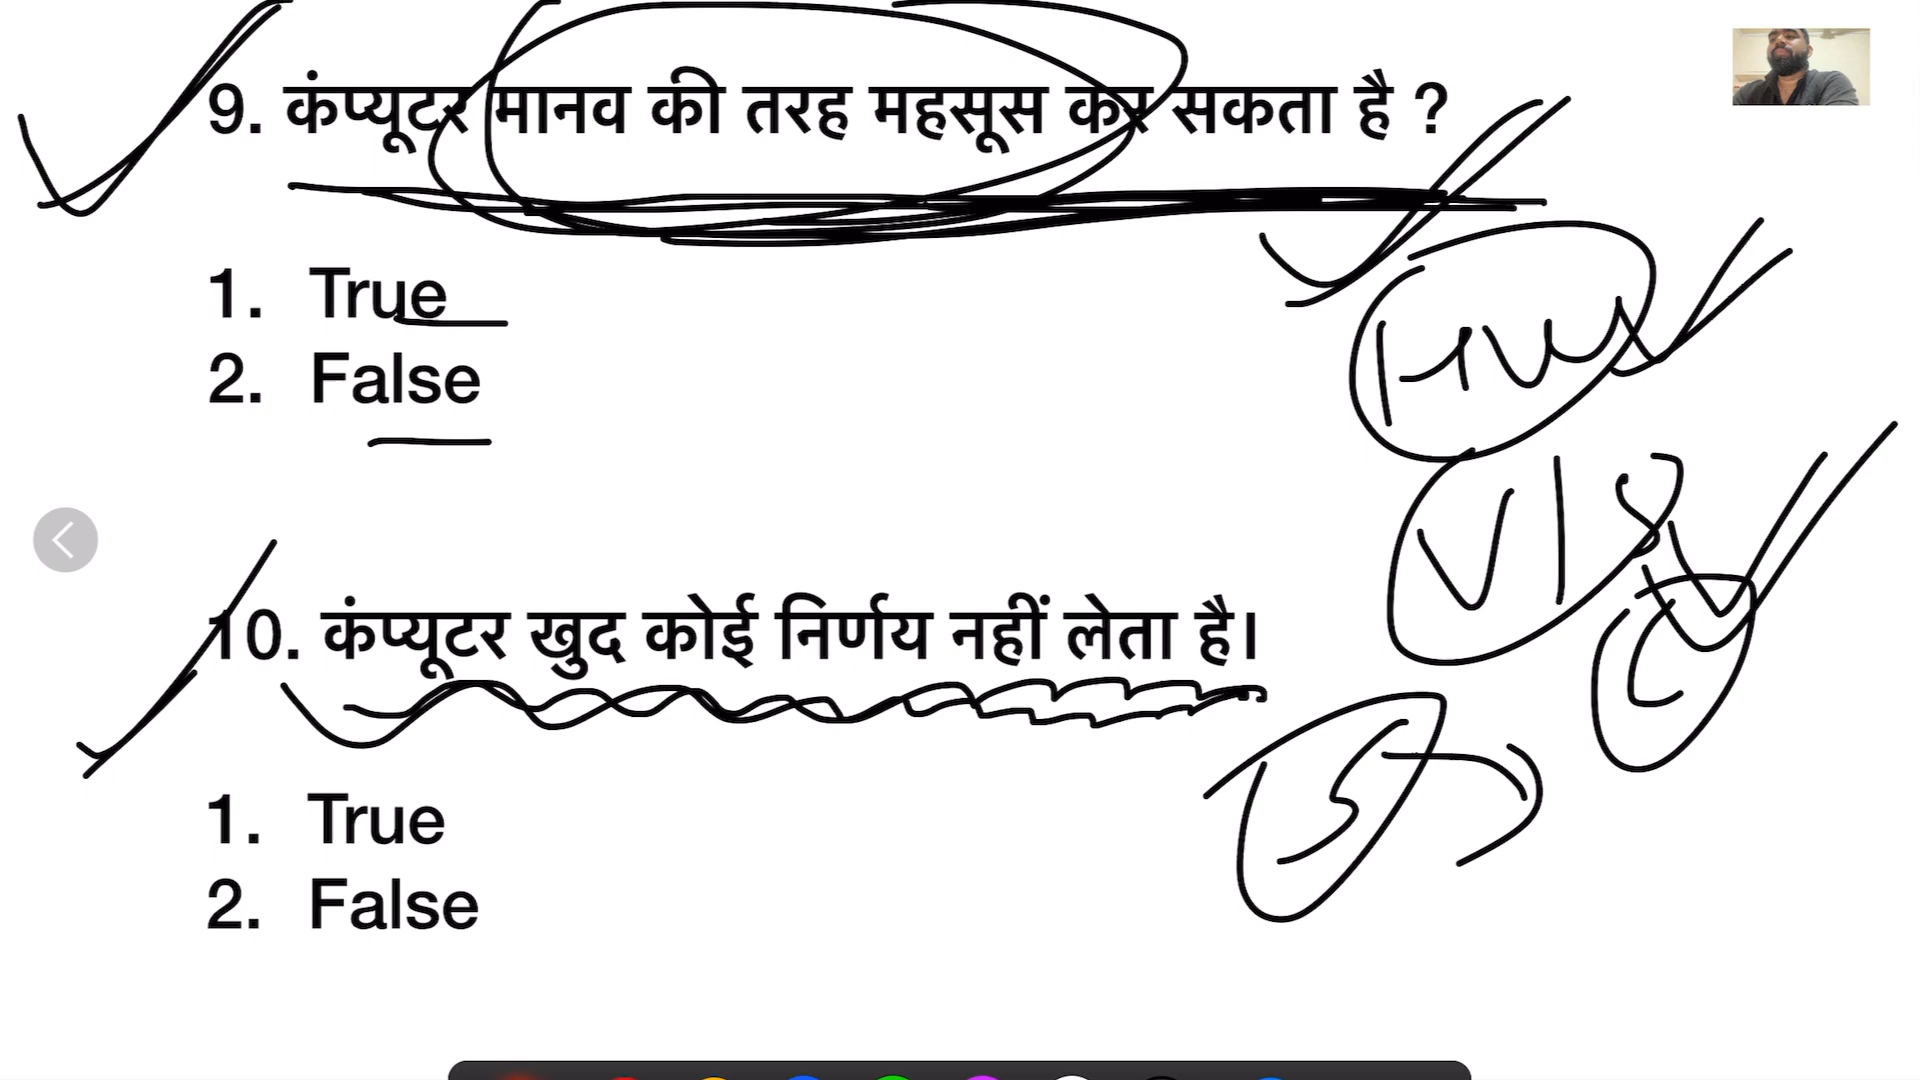 9. कंप्यूटर मानव की तरह महसूस कर सकता है ?
1. True
2. False
10. कंप्यूटर खुद कोई निर्णय नहीं लेता है।
1. True
2. False